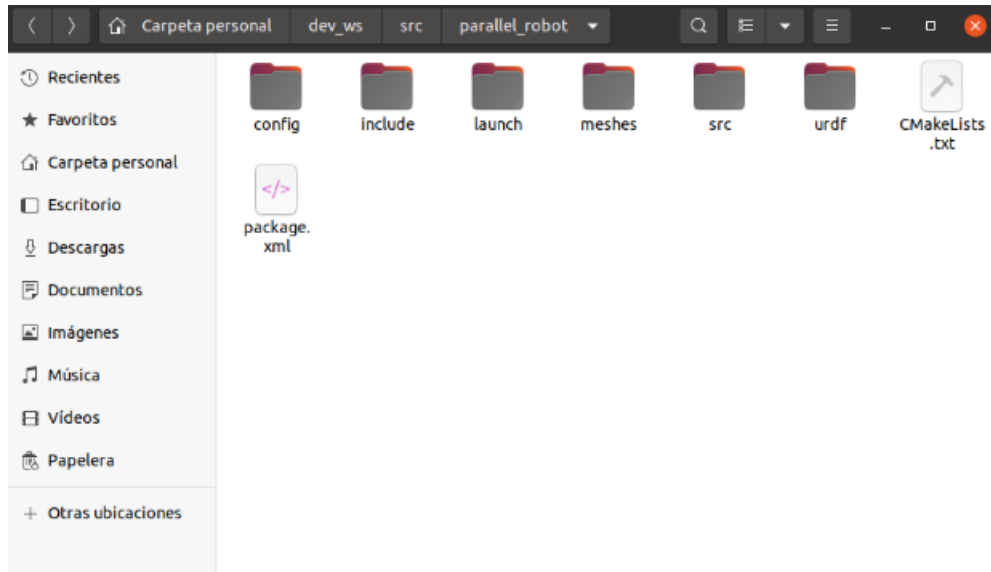 Carpeta personal dev_ws src parallel_robot
Recientes
Favoritos
Carpeta personal
Escritorio
Descargas
Documentos
Imágenes
Música
Vídeos
Papelera
Otras ubicaciones
config include launch meshes src urdf CMakeLists
.txt
</>
package.
xml